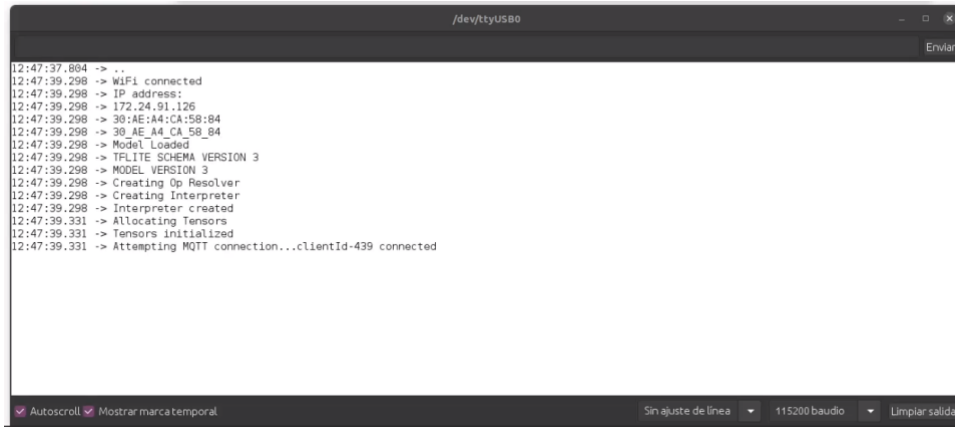 /dev/ttyUSB0
Enviar
12:47:37.804 -> ..
12:47:39.298 -> WiFi connected
12:47:39.298 -> IP address:
12:47:39.298 -> 172.24.91.126
12:47:39.298 -> 30:AE:A4:CA:58:84
12:47:39.298 -> 30_AE_A4_CA_58_84
12:47:39.298 -> Model Loaded
12:47:39.298 -> TFLITE SCHEMA VERSION 3
12:47:39.298 -> MODEL VERSION 3
12:47:39.298 -> Creating Op Resolver
12:47:39.298 -> Creating Interpreter
12:47:39.298 -> Interpreter created
12:47:39.331 -> Allocating Tensors
12:47:39.331 -> Tensors initialized
12:47:39.331 -> Attempting MQTT connection...clientId-439 connected
Autoscroll Mostrar marca temporal Sin ajuste de línea 115200 baudio Limpiar salida